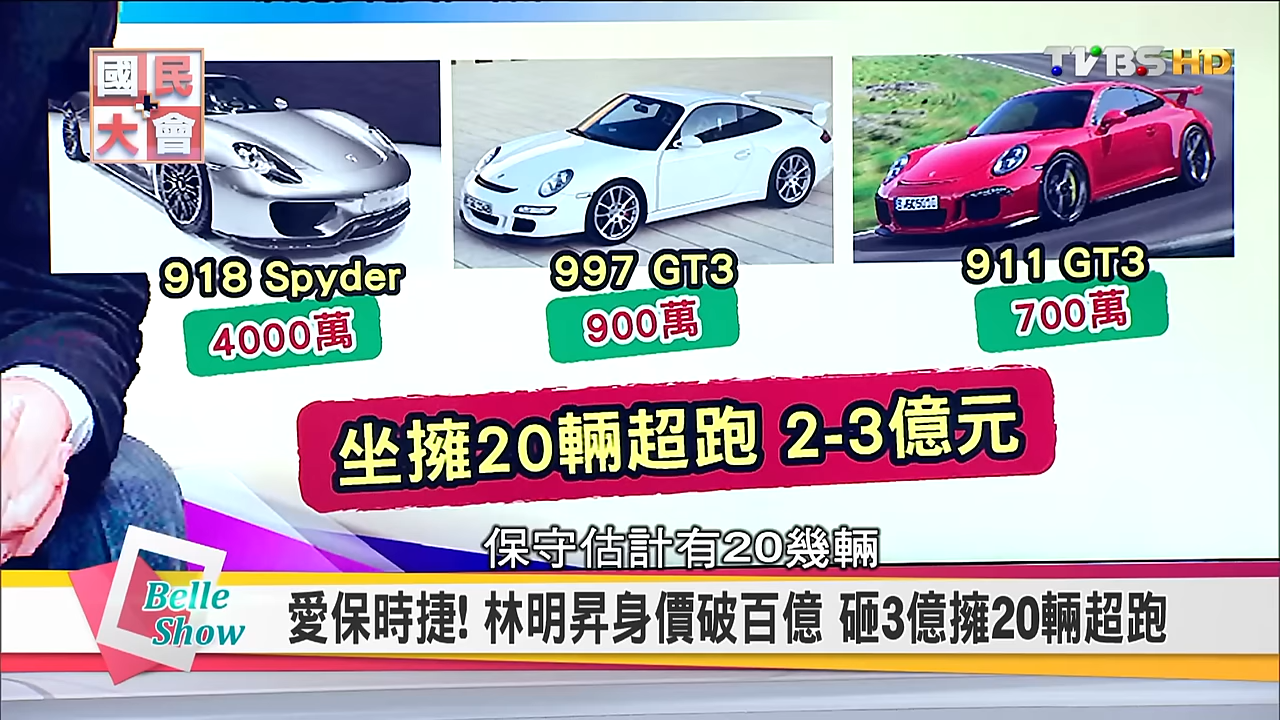 國民
大會
TVBS HD
918 Spyder
4000萬
997 GT3
900萬
911 GT3
700萬
坐擁20輛超跑 2-3億元
保守估計有20幾輛
Belle
Show
愛保時捷! 林明昇身價破百億 砸3億擁20輛超跑